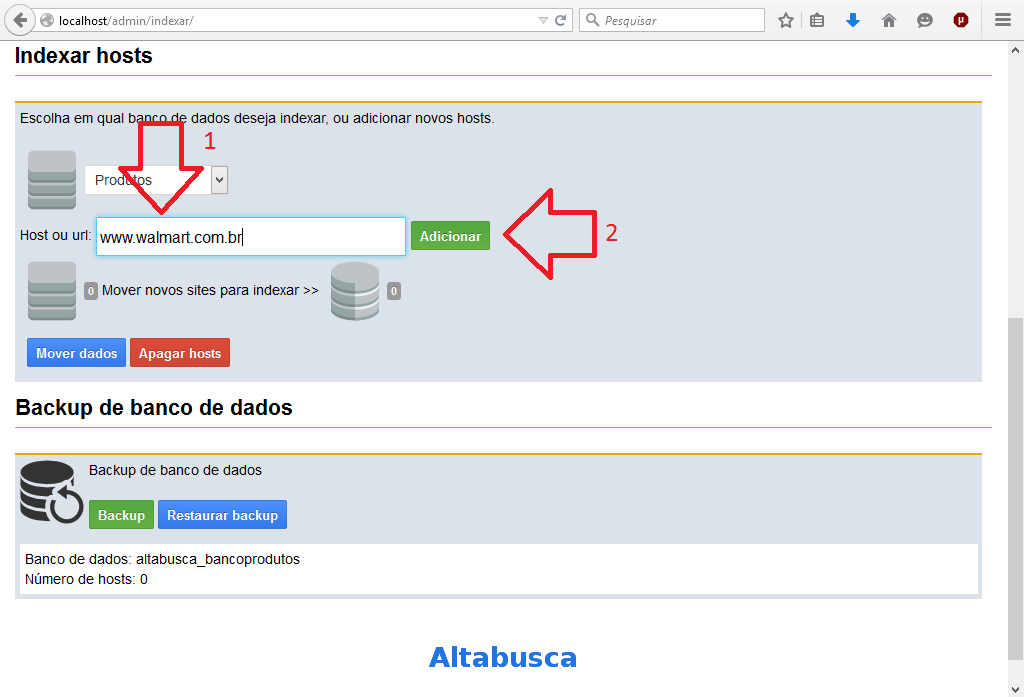 localhost/admin/indexar/
Pesquisar
Indexar hosts
Escolha em qual banco de dados deseja indexar, ou adicionar novos hosts.
1
Produtos
Host ou url: www.walmart.com.br Adicionar
2
0 Mover novos sites para indexar >> 0
Mover dados Apagar hosts
Backup de banco de dados
Backup de banco de dados
Backup Restaurar backup
Banco de dados: altabusca_bancoprodutos
Número de hosts: 0
Altabusca